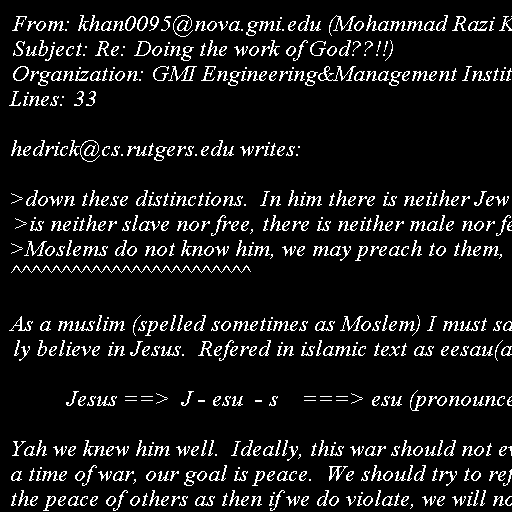 From: khan0095@nova.gmi.edu (Mohammad Razi K
Subject: Re: Doing the work of God??!!)
Organization: GMI Engineering&Management Instit
Lines: 33

hedrick@cs.rutgers.edu writes:

>down these distinctions.  In him there is neither Jew
>is neither slave nor free, there is neither male nor fe
>Moslems do not know him, we may preach to them,
^^^^^^^^^^^^^^^^^^^^^^^^

As a muslim (spelled sometimes as Moslem) I must sa
ly believe in Jesus.  Refered in islamic text as eesau(a

Jesus ==>  J - esu  - s    ===> esu (pronounce

Yah we knew him well.  Ideally, this war should not ev
a time of war, our goal is peace.  We should try to ref
the peace of others as then if we do violate, we will no